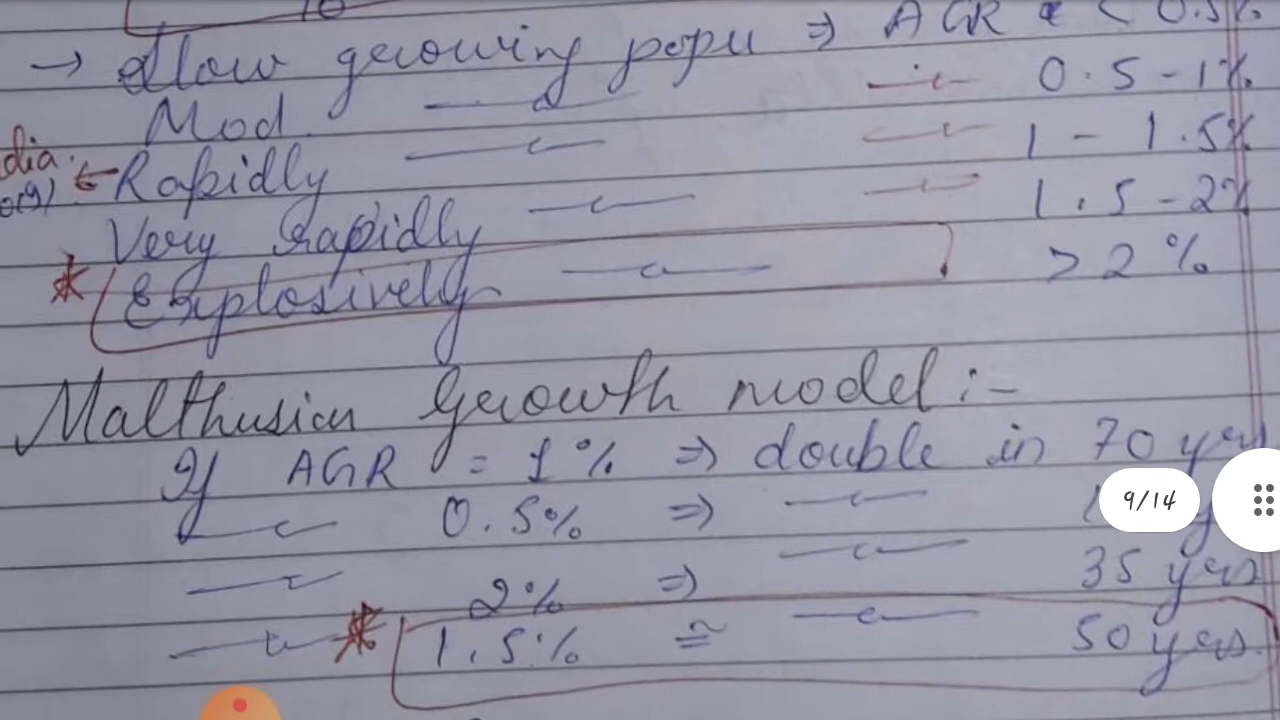 10
→ Slow growing popu ⇒ AGR < 0.5%
Mod. —〃— —〃— 0.5 - 1%
dia. ← Rapidly —〃— —〃— 1 - 1.5%
Very rapidly —〃— —〃— 1.5 - 2%
* Explosively —〃— > 2 %
Malthusian Growth model :-
If AGR = 1% ⇒ double in 70 yrs
—〃— 0.5% ⇒ —〃—
9/14
—〃— 2% ⇒ —〃— 35 yrs
—〃— * 1.5% ≅ —〃— 50 yrs.